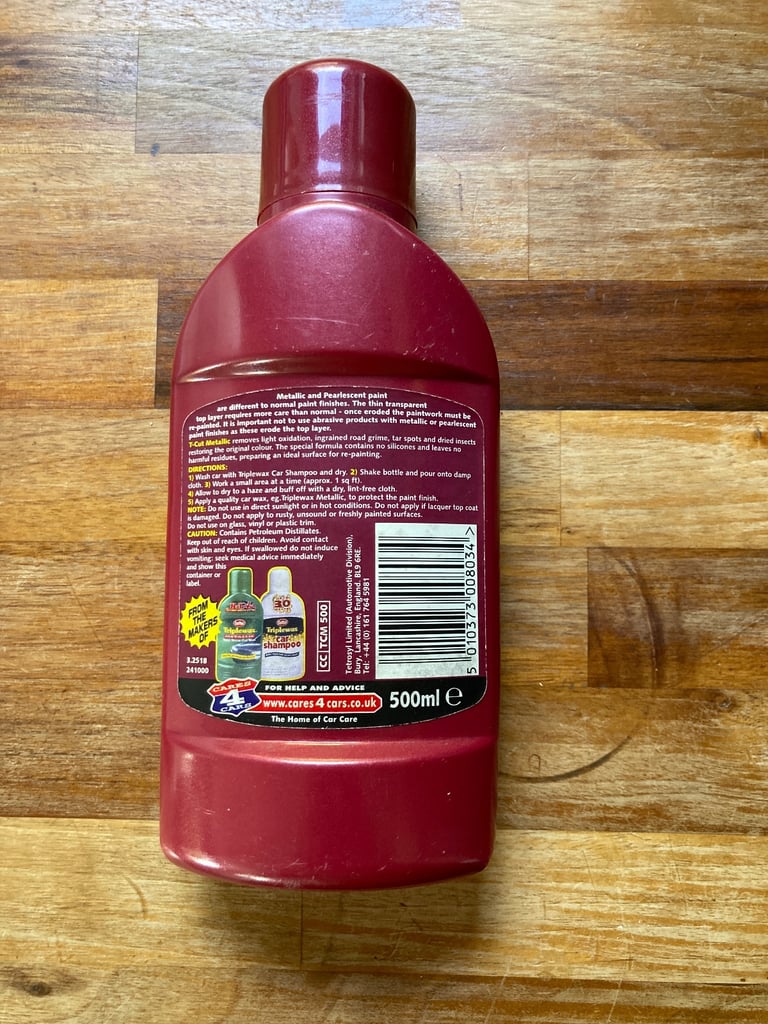 Metallic and Pearlescent paint
are different to normal paint finishes. The thin transparent
top layer requires more care than normal - once eroded the paintwork must be
re-painted. It is important not to use abrasive products with metallic or pearlescent
paint finishes as these erode the top layer.
T-Cut Metallic removes light oxidation, ingrained road grime, tar spots and dried insects
restoring the original colour. The special formula contains no silicones and leaves no
harmful residues, preparing an ideal surface for re-painting.
DIRECTIONS:
1) Wash car with Triplewax Car Shampoo and dry. 2) Shake bottle and pour onto damp
cloth. 3) Work a small area at a time (approx. 1 sq ft).
4) Allow to dry to a haze and buff off with a dry, lint-free cloth.
5) Apply a quality car wax, eg.Triplewax Metallic, to protect the paint finish.
NOTE: Do not use in direct sunlight or in hot conditions. Do not apply if lacquer top coat
is damaged. Do not apply to rusty, unsound or freshly painted surfaces.
Do not use on glass, vinyl or plastic trim.
CAUTION: Contains Petroleum Distillates.
Keep out of reach of children. Avoid contact
with skin and eyes. If swallowed do not induce
vomiting: seek medical advice immediately
and show this
container or
label.
FROM
THE
MAKERS
OF
Metallic
Triplewax
30
Triplewax
car
shampoo
CC TCM 500
Tetrosyl Limited (Automotive Division),
Bury, Lancashire, England. BL9 6RE.
Tel: +44 (0) 161 764 5981
5 010373 008034 >
3.2518
241000
CARES
4
CARS
FOR HELP AND ADVICE
www.cares4cars.co.uk
The Home of Car Care
500ml e